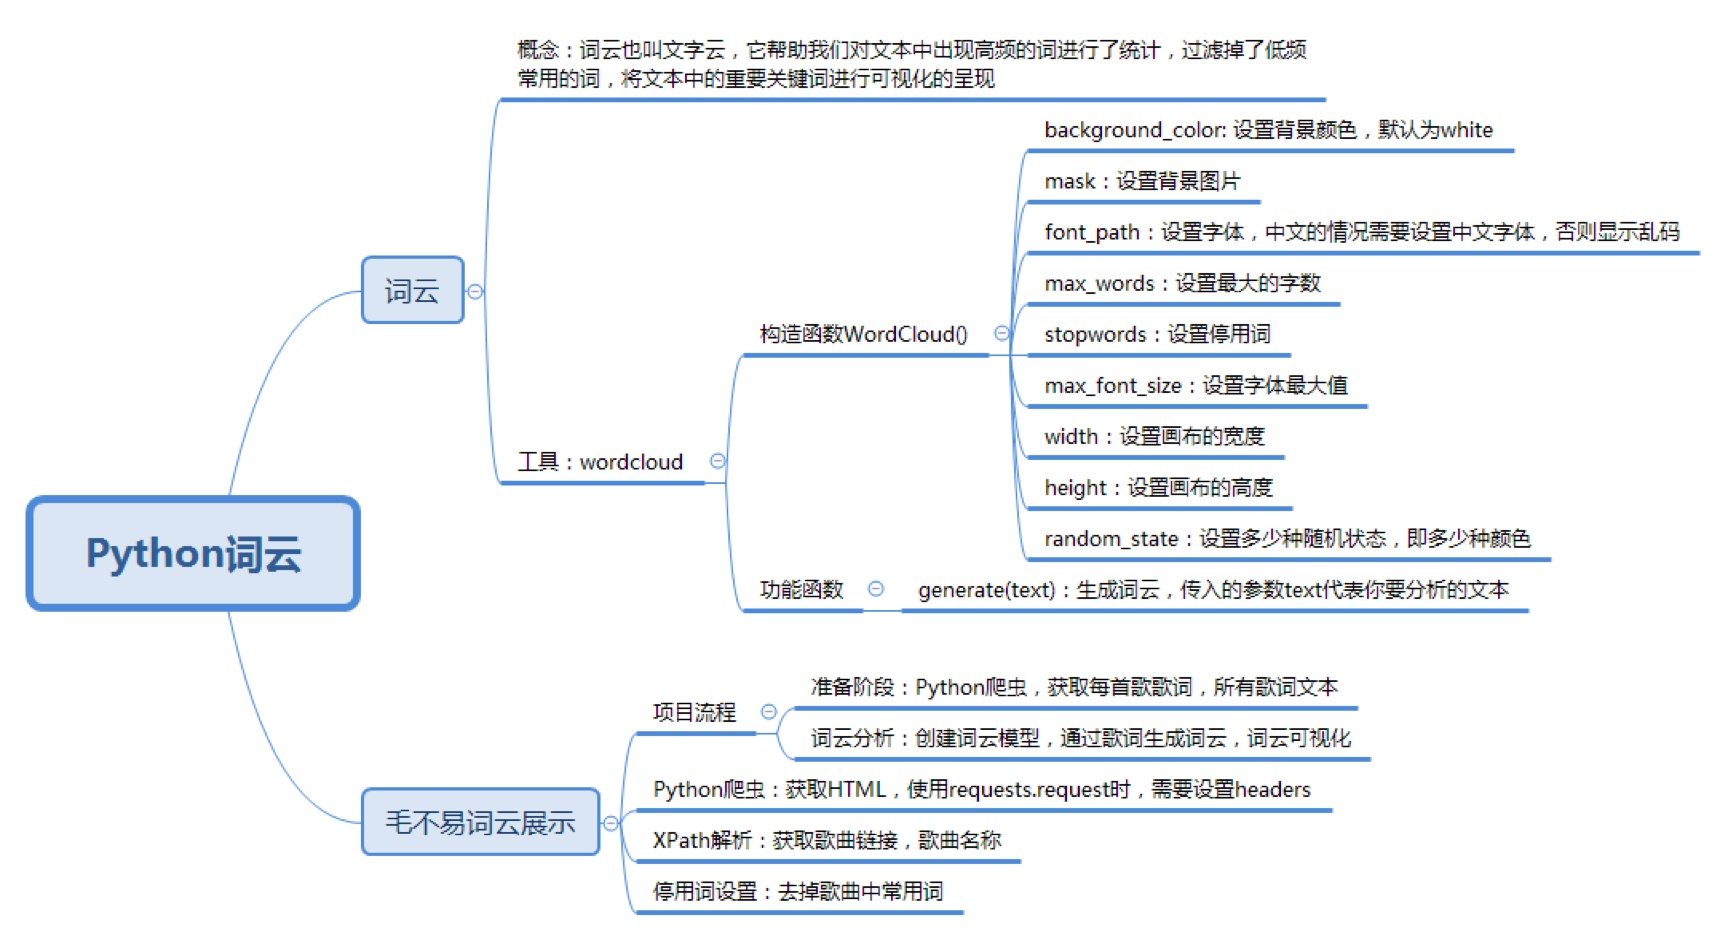 概念：词云也叫文字云，它帮助我们对文本中出现高频的词进行了统计，过滤掉了低频
常用的词，将文本中的重要关键词进行可视化的呈现
background_color: 设置背景颜色，默认为white
mask：设置背景图片
font_path：设置字体，中文的情况需要设置中文字体，否则显示乱码
词云
max_words：设置最大的字数
构造函数WordCloud()
stopwords：设置停用词
max_font_size：设置字体最大值
width：设置画布的宽度
工具：wordcloud
height：设置画布的高度
random_state：设置多少种随机状态，即多少种颜色
Python词云
功能函数
generate(text)：生成词云，传入的参数text代表你要分析的文本
准备阶段：Python爬虫，获取每首歌歌词，所有歌词文本
项目流程
词云分析：创建词云模型，通过歌词生成词云，词云可视化
Python爬虫：获取HTML，使用requests.request时，需要设置headers
毛不易词云展示
XPath解析：获取歌曲链接，歌曲名称
停用词设置：去掉歌曲中常用词